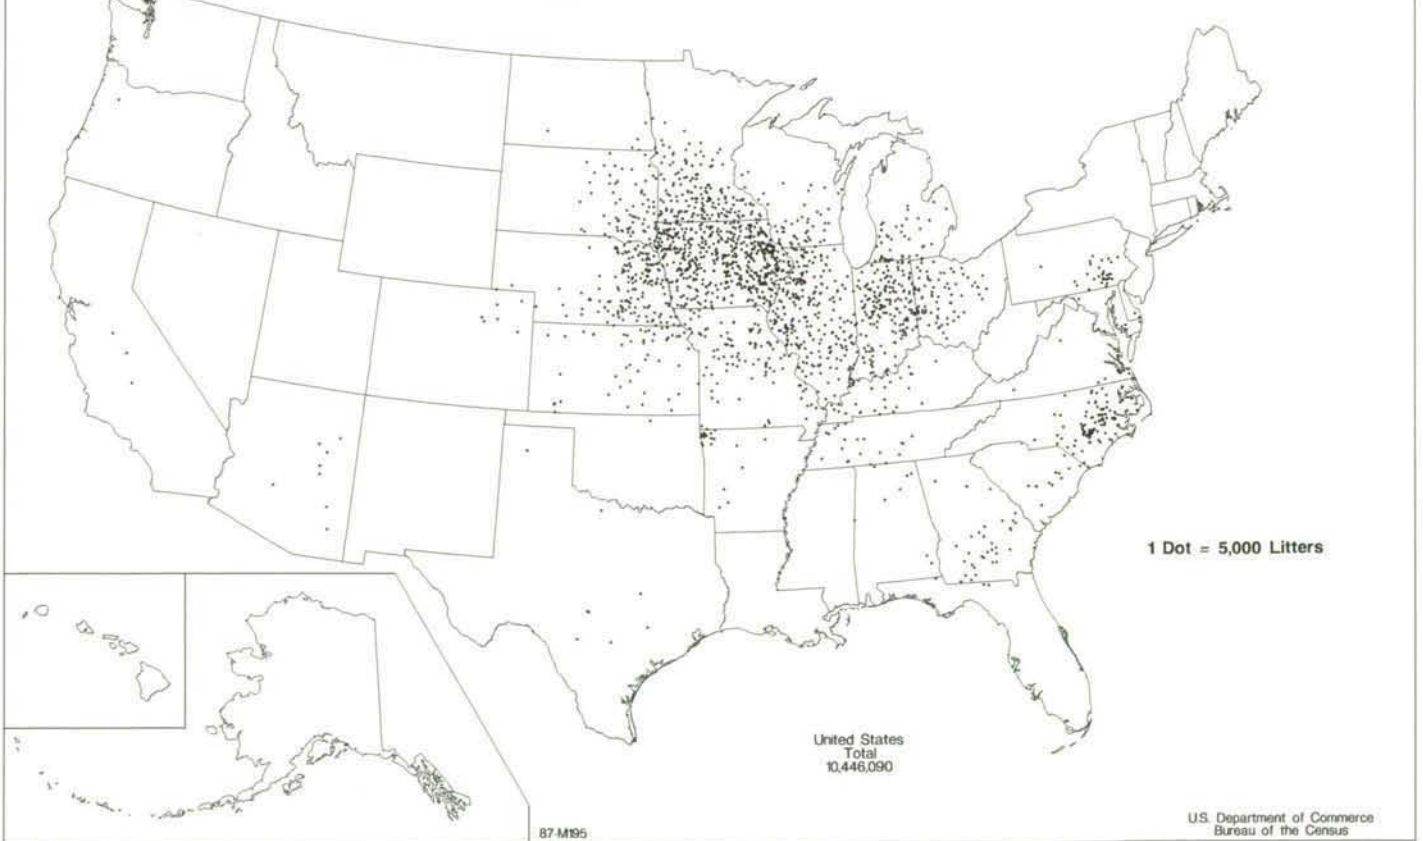 1 Dot = 5,000 Litters
United States
Total
10,446,090
87-M195
U.S. Department of Commerce
Bureau of the Census